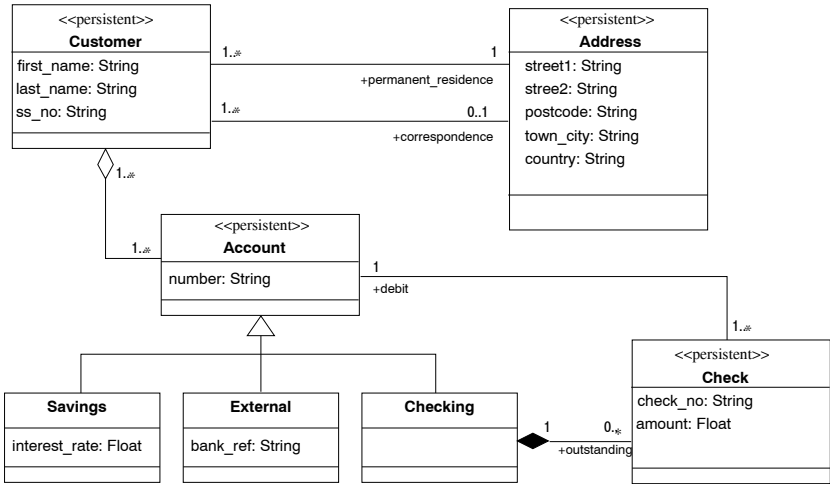 <<persistent>>
Customer
first_name: String
last_name: String
ss_no: String
1..*
1
+permanent_residence
1..*
0..1
+correspondence
<<persistent>>
Address
street1: String
stree2: String
postcode: String
town_city: String
country: String
1..*
1..*
<<persistent>>
Account
number: String
1
+debit
1..*
<<persistent>>
Check
check_no: String
amount: Float
Savings
interest_rate: Float
External
bank_ref: String
Checking
1
0..*
+outstanding